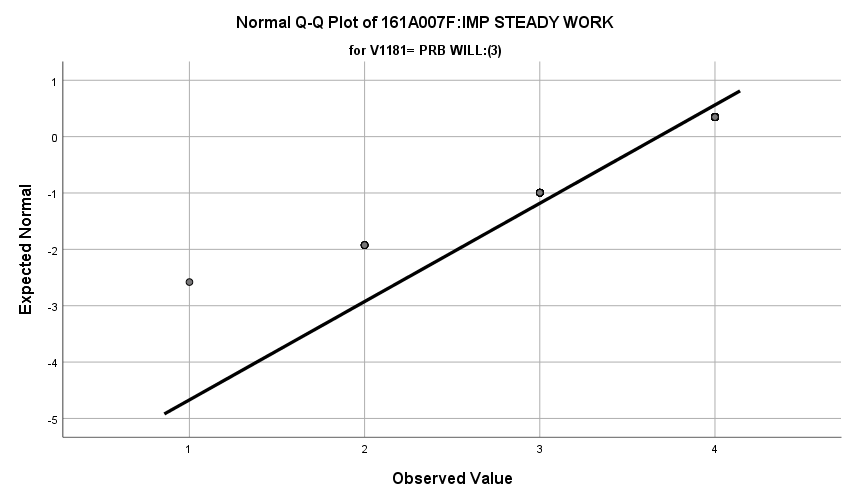 Normal Q-Q Plot of 161A007F:IMP STEADY WORK
for V1181= PRB WILL:(3)
1
0
-1
-2
-3
-4
-5
Expected Normal
1 2 3 4
Observed Value